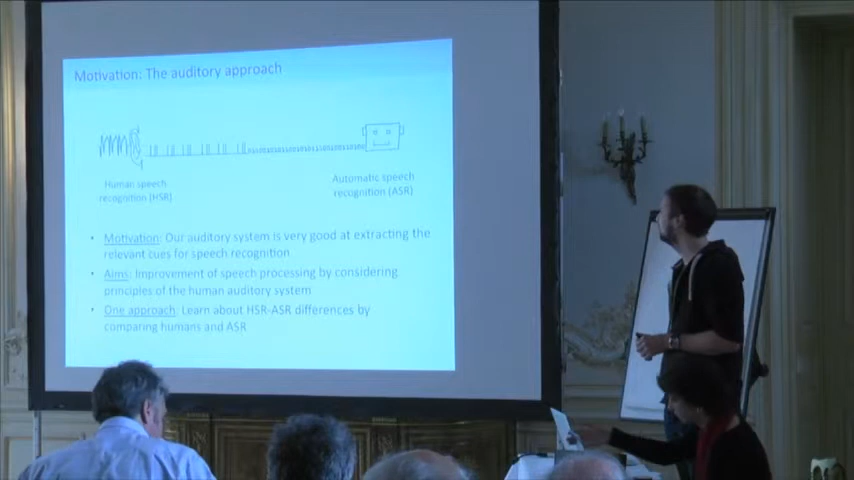 Motivation: The auditory approach
Human speech
recognition (HSR)
Automatic speech
recognition (ASR)
• Motivation: Our auditory system is very good at extracting the
relevant cues for speech recognition
• Aims: Improvement of speech processing by considering
principles of the human auditory system
• One approach: Learn about HSR-ASR differences by
comparing humans and ASR